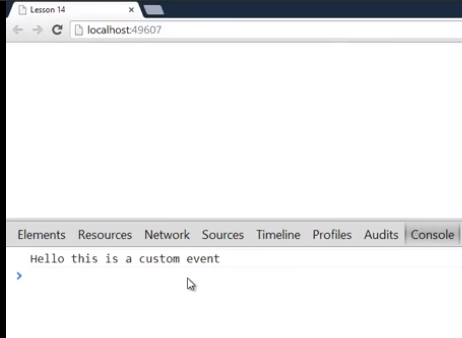 Lesson 14
localhost:49607
Elements Resources Network Sources Timeline Profiles Audits Console
Hello this is a custom event